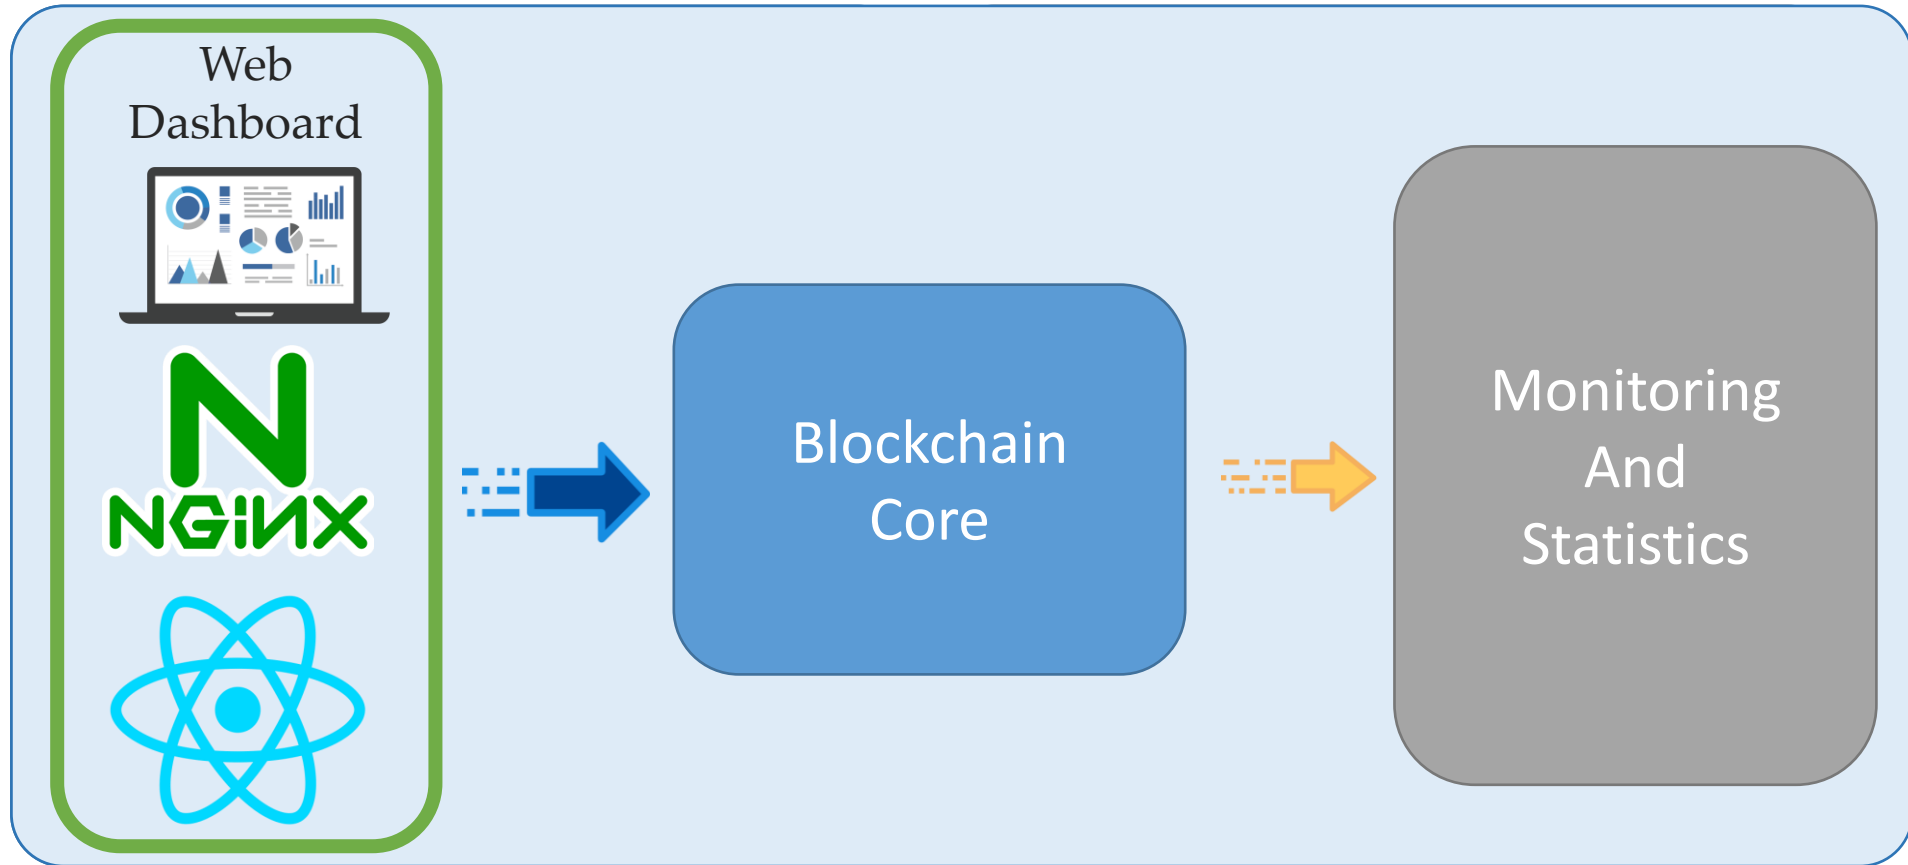 Web
Dashboard
NGiNX
Blockchain
Core
Monitoring
And
Statistics